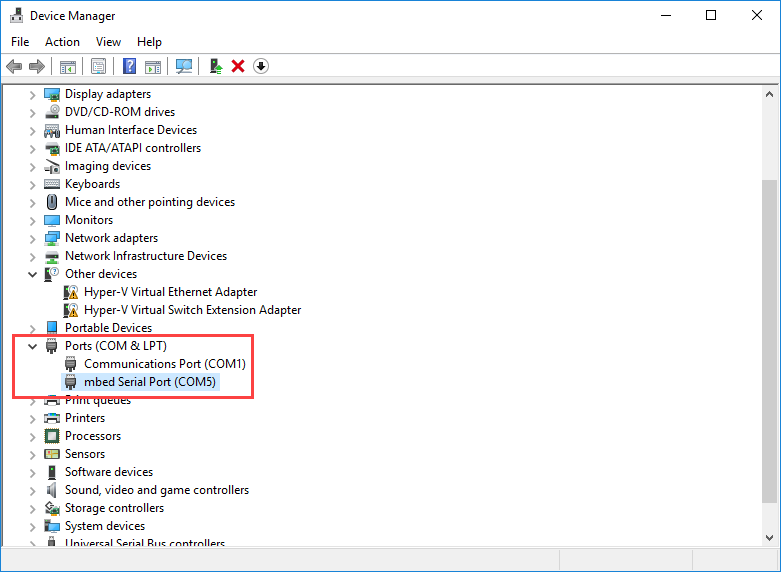 Device Manager
File Action View Help
Display adapters
DVD/CD-ROM drives
Human Interface Devices
IDE ATA/ATAPI controllers
Imaging devices
Keyboards
Mice and other pointing devices
Monitors
Network adapters
Network Infrastructure Devices
Other devices
Hyper-V Virtual Ethernet Adapter
Hyper-V Virtual Switch Extension Adapter
Portable Devices
Ports (COM & LPT)
Communications Port (COM1)
mbed Serial Port (COM5)
Print queues
Printers
Processors
Sensors
Software devices
Sound, video and game controllers
Storage controllers
System devices
Universal Serial Bus controllers